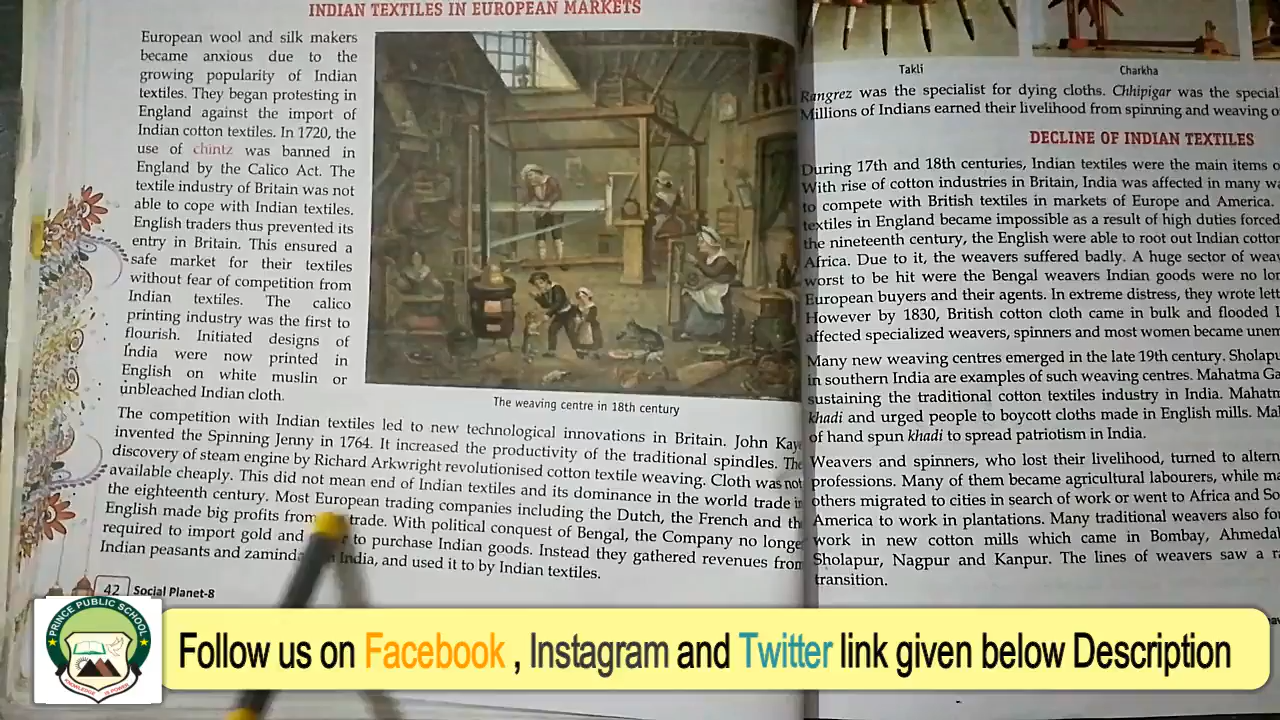 INDIAN TEXTILES IN EUROPEAN MARKETS
European wool and silk makers
became anxious due to the
growing popularity of Indian
textiles. They began protesting in
England against the import of
Indian cotton textiles. In 1720, the
use of chintz was banned in
England by the Calico Act. The
textile industry of Britain was not
able to cope with Indian textiles.
English traders thus prevented its
entry in Britain. This ensured a
safe market for their textiles
without fear of competition from
Indian textiles. The calico
printing industry was the first to
flourish. Initiated designs of
India were now printed in
English on white muslin or
unbleached Indian cloth.
The weaving centre in 18th century
The competition with Indian textiles led to new technological innovations in Britain. John Kaye
invented the Spinning Jenny in 1764. It increased the productivity of the traditional spindles. The
discovery of steam engine by Richard Arkwright revolutionised cotton textile weaving. Cloth was not
available cheaply. This did not mean end of Indian textiles and its dominance in the world trade in
the eighteenth century. Most European trading companies including the Dutch, the French and the
English made big profits from trade. With political conquest of Bengal, the Company no longer
required to import gold and to purchase Indian goods. Instead they gathered revenues from
Indian peasants and zamindars India, and used it to by Indian textiles.
42 Social Planet-8
Takli
Charkha
Rangrez was the specialist for dying cloths. Chhipigar was the special
Millions of Indians earned their livelihood from spinning and weaving
DECLINE OF INDIAN TEXTILES
During 17th and 18th centuries, Indian textiles were the main items
With rise of cotton industries in Britain, India was affected in many
to compete with British textiles in markets of Europe and America.
textiles in England became impossible as a result of high duties forced
the nineteenth century, the English were able to root out Indian cotton
Africa. Due to it, the weavers suffered badly. A huge sector of
worst to be hit were the Bengal weavers Indian goods were no
European buyers and their agents. In extreme distress, they wrote
However by 1830, British cotton cloth came in bulk and flooded
affected specialized weavers, spinners and most women became
Many new weaving centres emerged in the late 19th century. Sholapu
in southern India are examples of such weaving centres. Mahatma Ga
sustaining the traditional cotton textiles industry in India. Mahatm
khadi and urged people to boycott cloths made in English mills. Ma
of hand spun khadi to spread patriotism in India.
Weavers and spinners, who lost their livelihood, turned to altern
professions. Many of them became agricultural labourers, while
others migrated to cities in search of work or went to Africa and So
America to work in plantations. Many traditional weavers also fo
work in new cotton mills which came in Bombay, Ahmeda
Sholapur, Nagpur and Kanpur. The lines of weavers saw a
transition.
PRINCE PUBLIC SCHOOL
Follow us on Facebook , Instagram and Twitter link given below Description